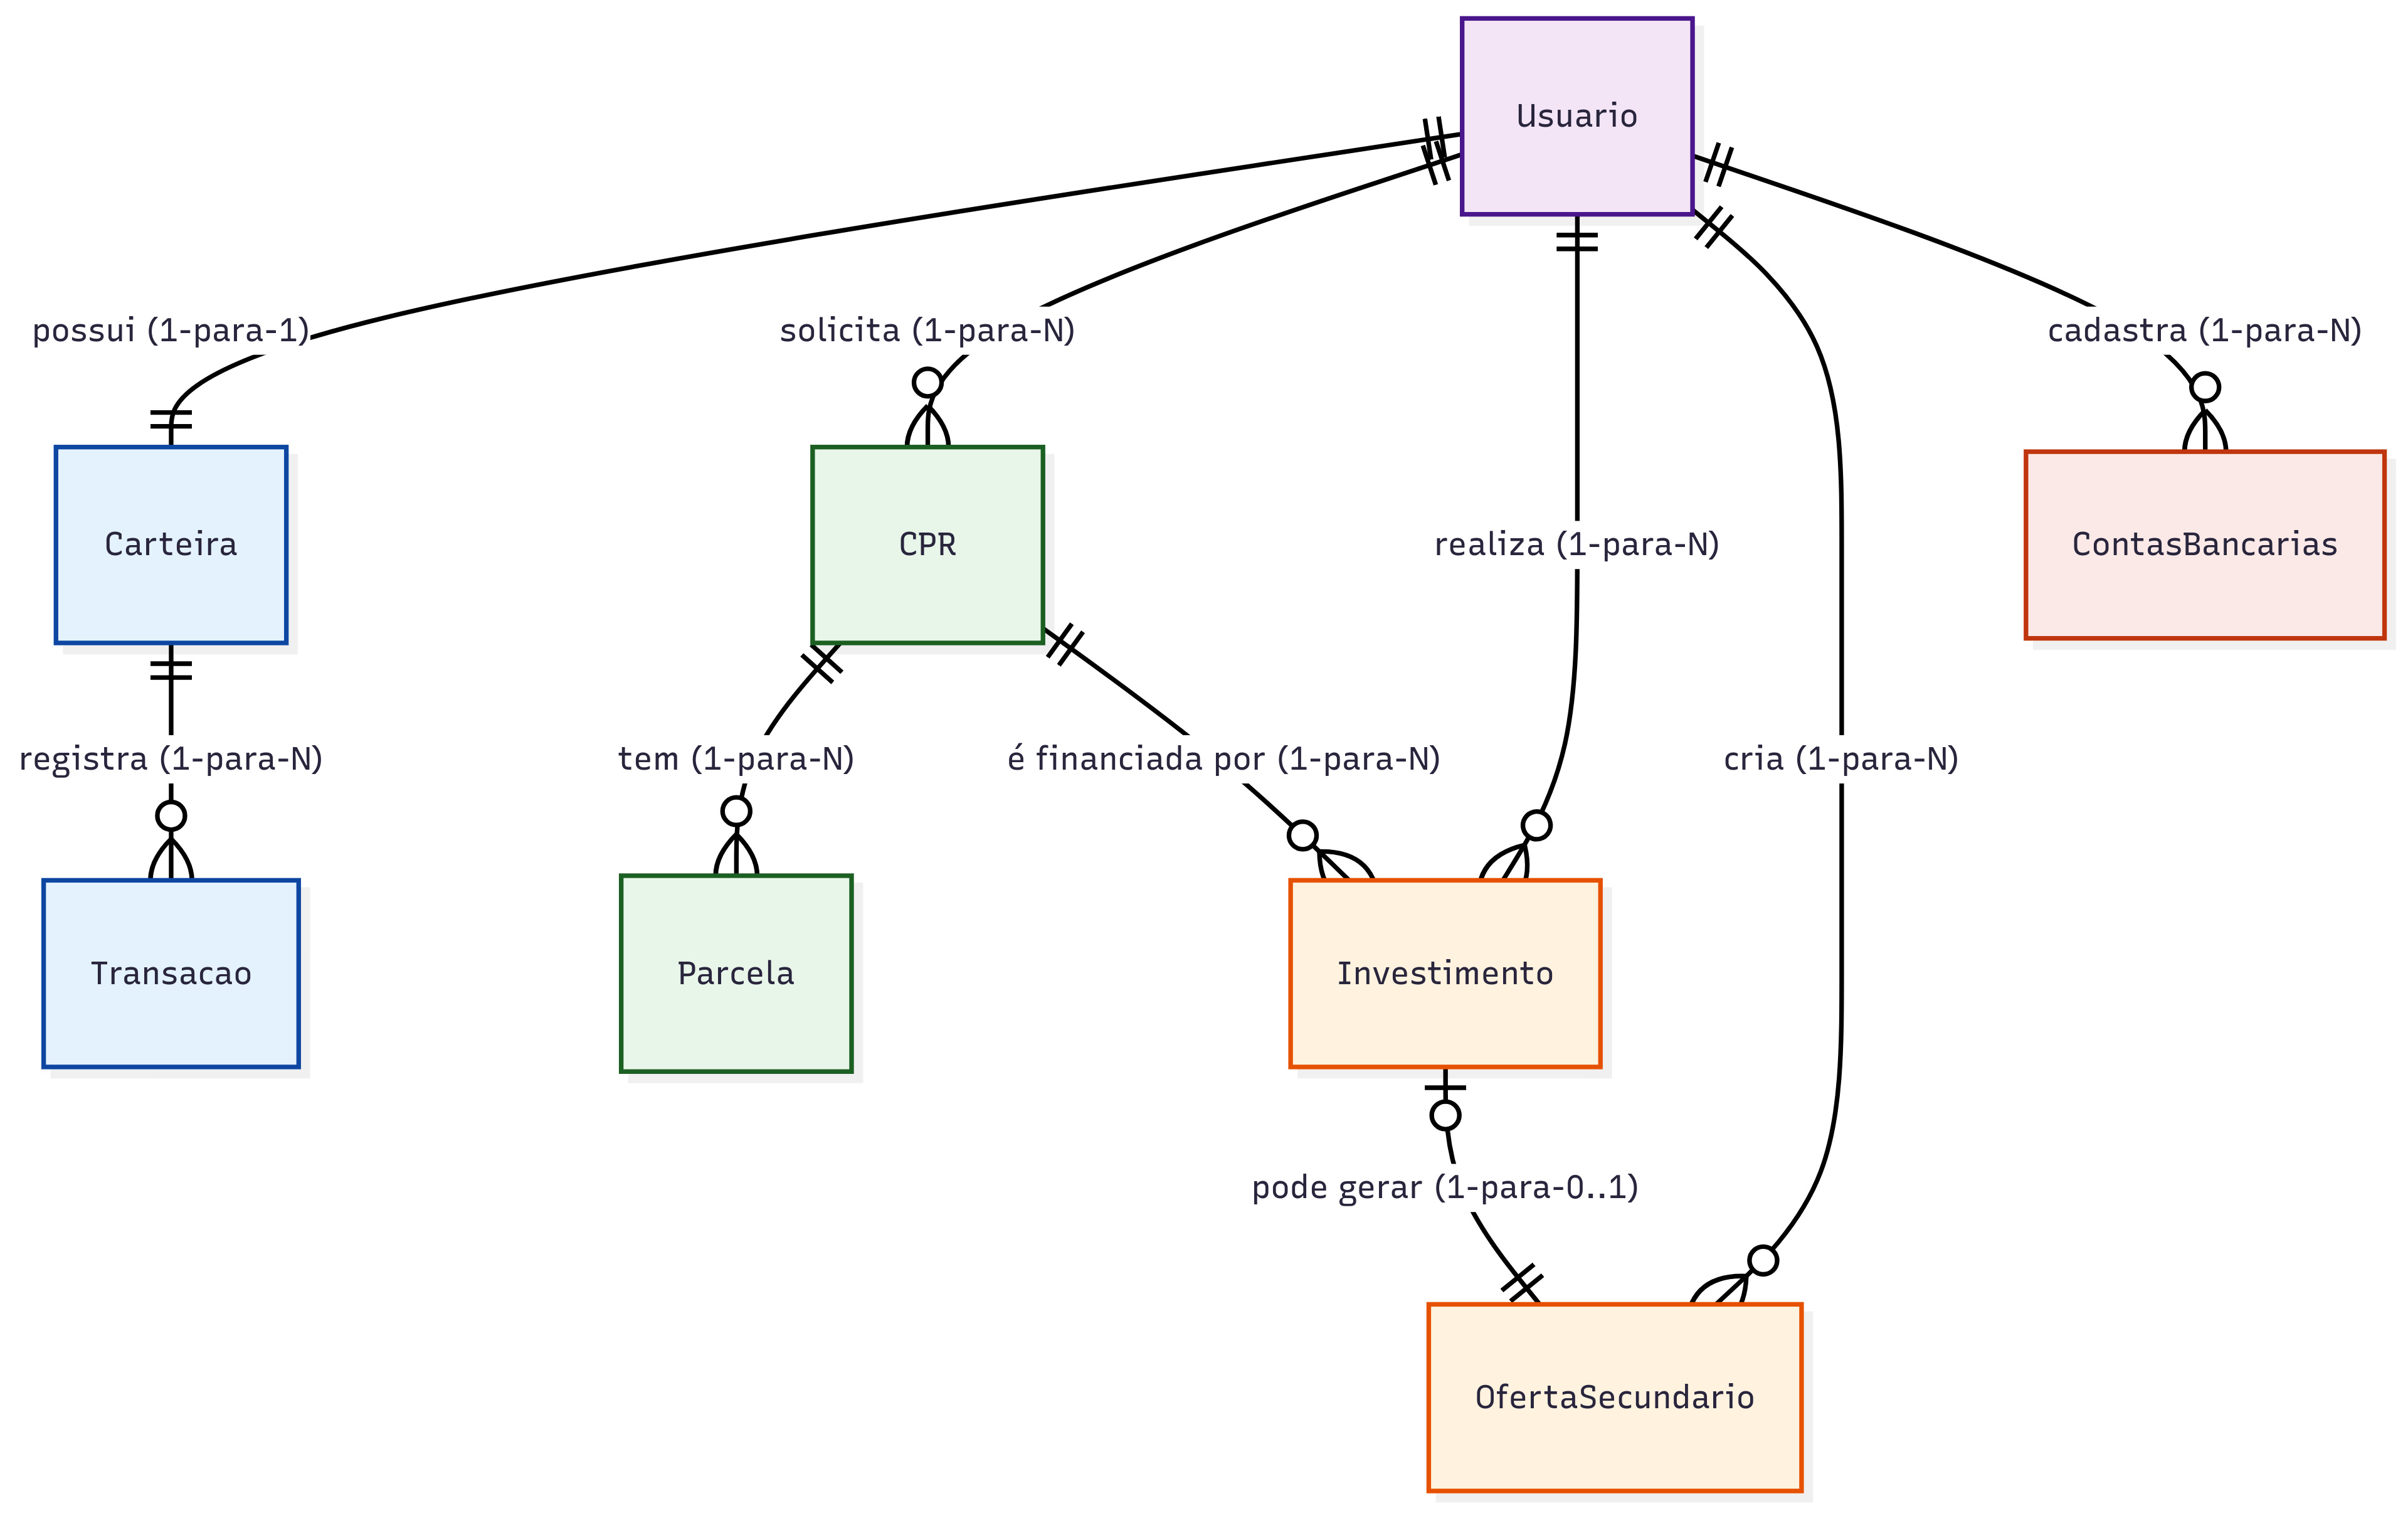 Usuario
possui (1-para-1)
solicita (1-para-N)
cadastra (1-para-N)
Carteira
CPR
realiza (1-para-N)
ContasBancarias
registra (1-para-N)
tem (1-para-N)
é financiada por (1-para-N)
cria (1-para-N)
Transacao
Parcela
Investimento
pode gerar (1-para-0..1)
OfertaSecundario